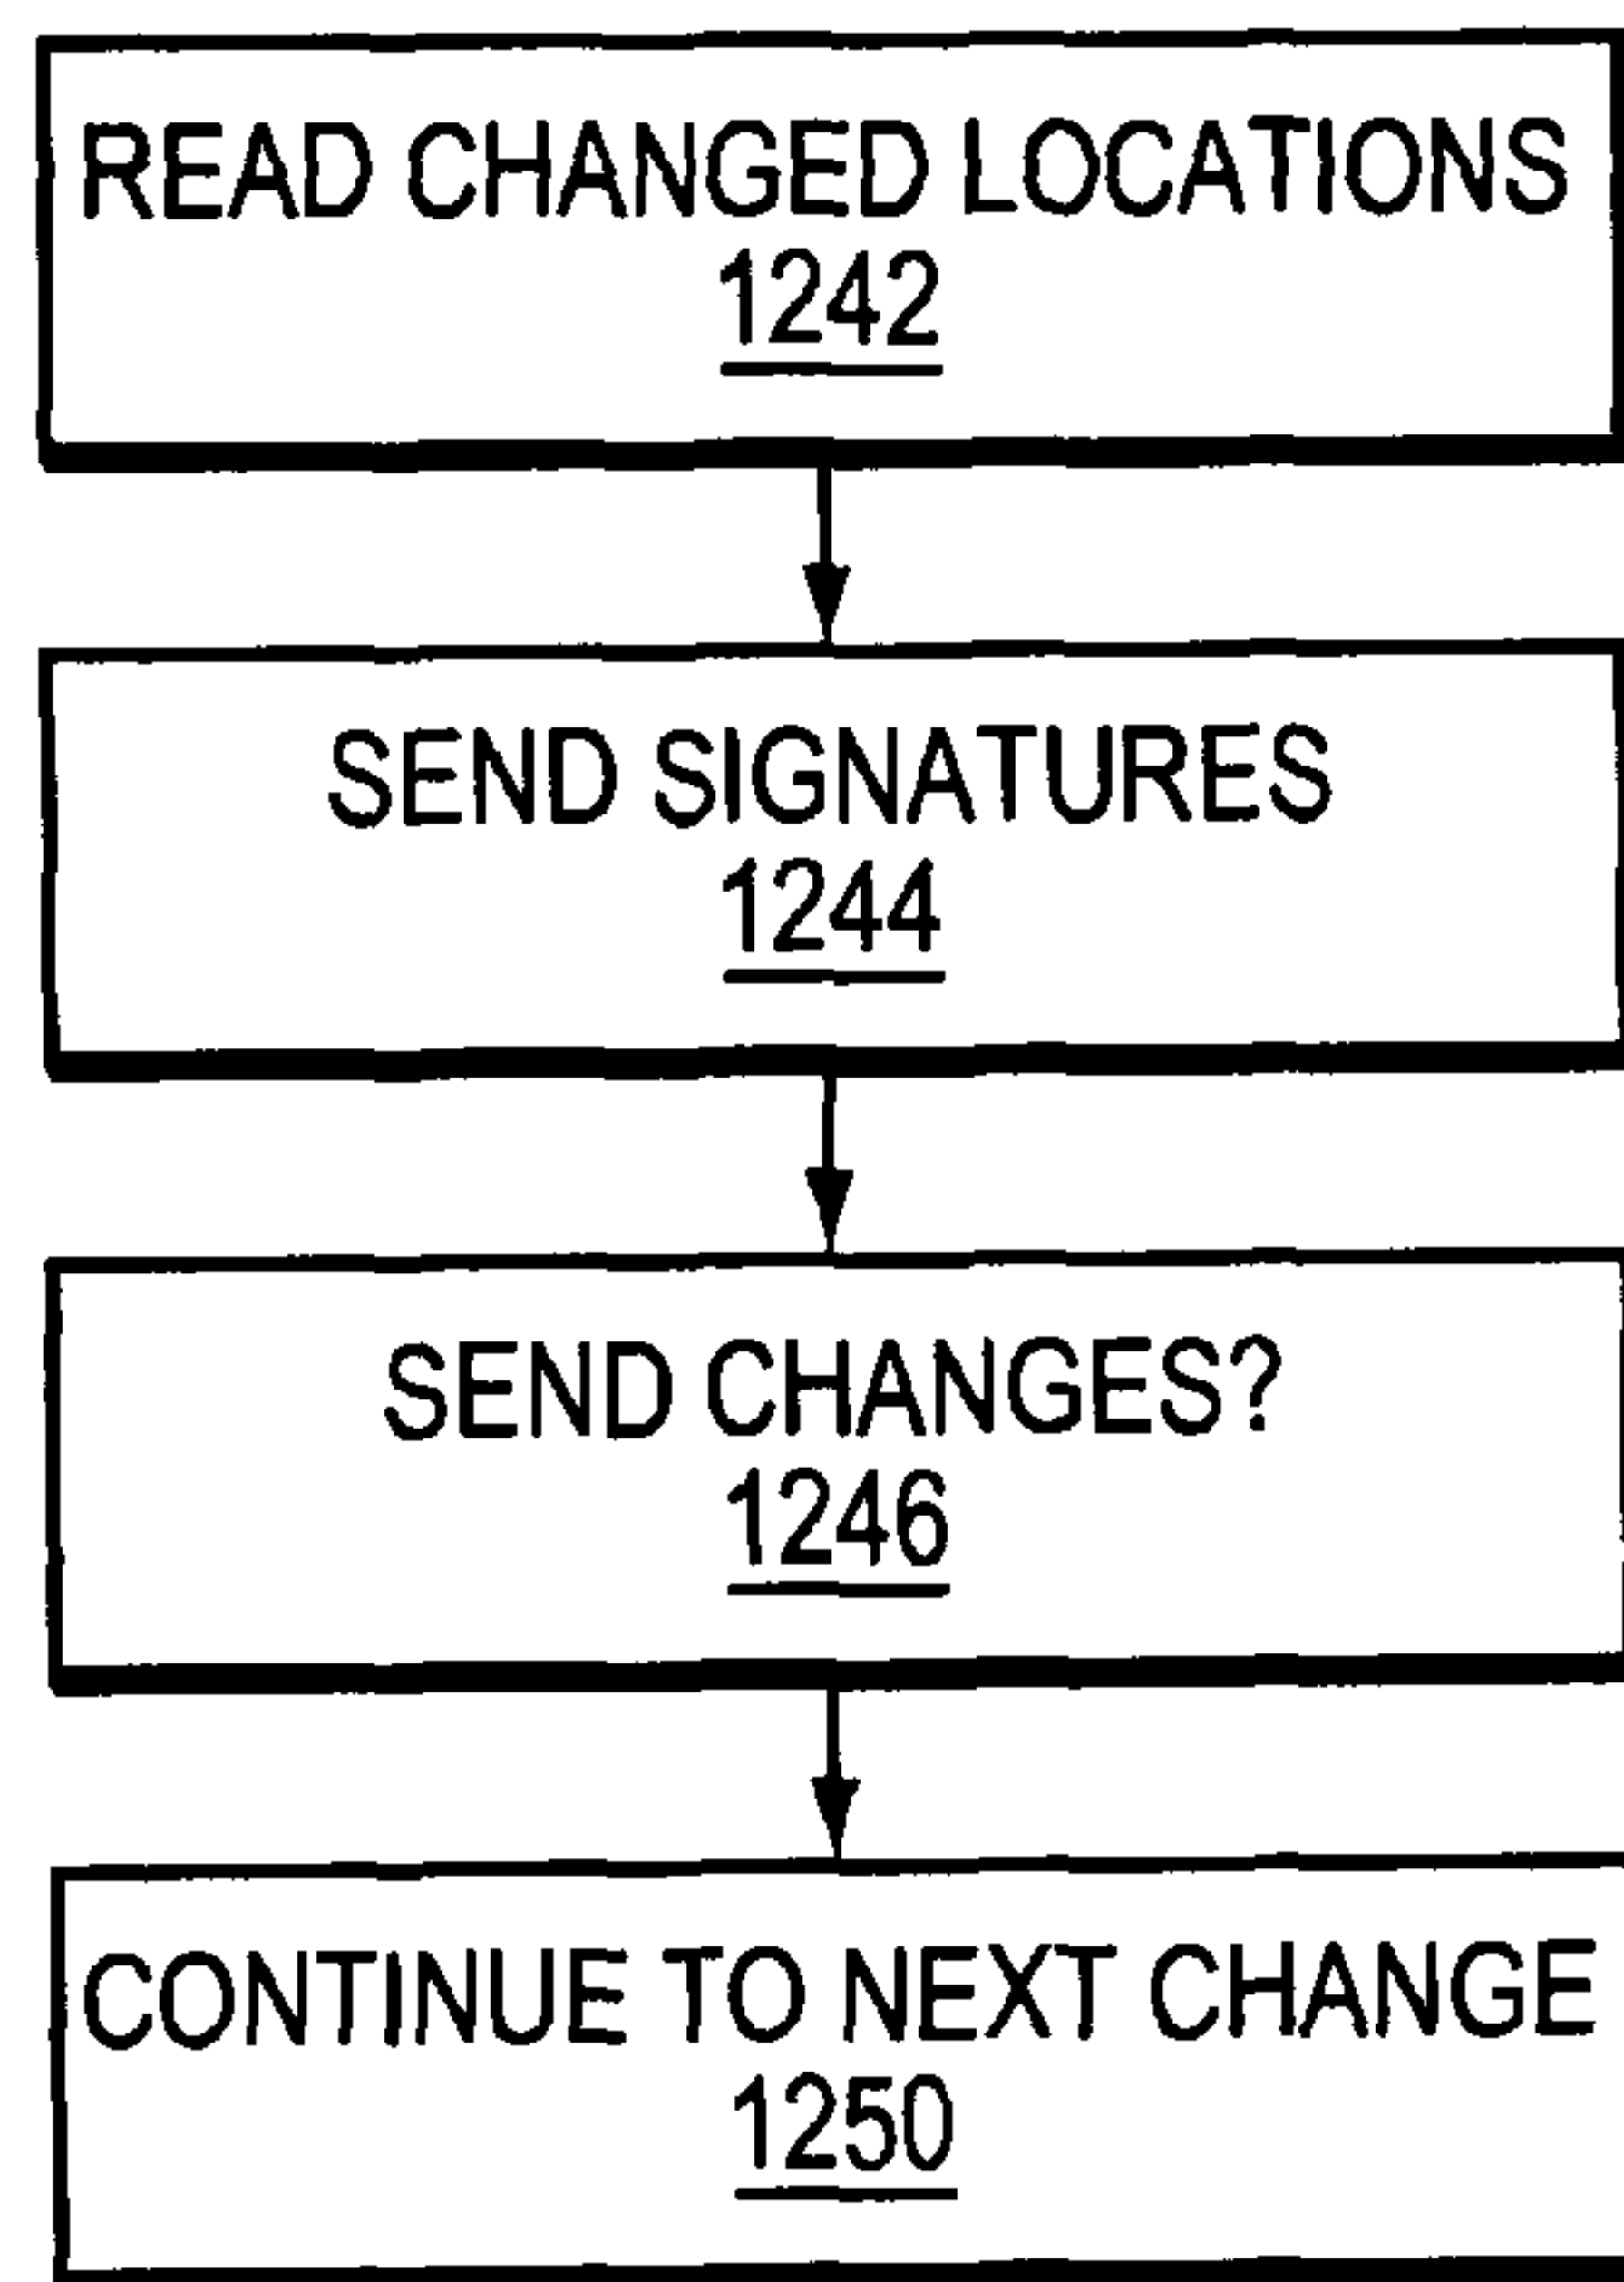 READ CHANGED LOCATIONS
1242
SEND SIGNATURES
1244
SEND CHANGES?
1246
CONTINUE TO NEXT CHANGE
1250